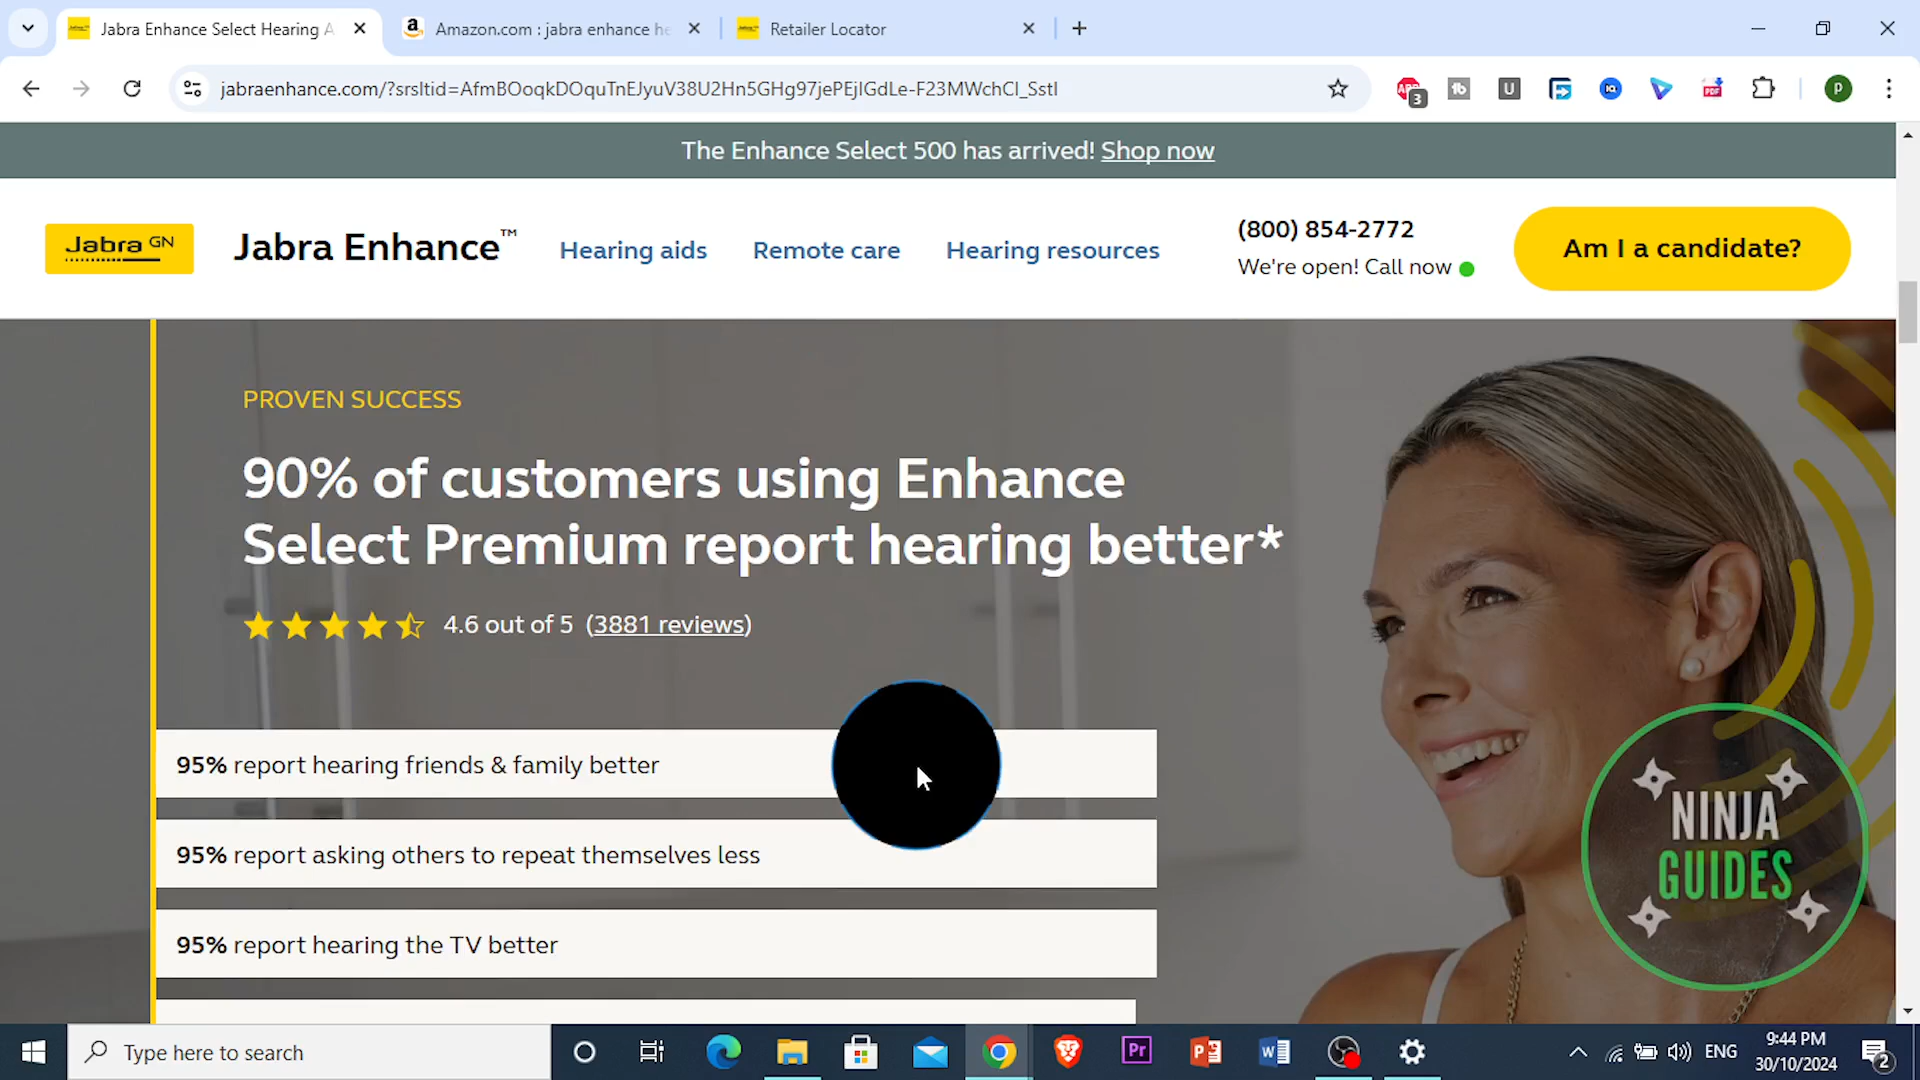 Jabra Enhance Select Hearing A
Amazon.com : jabra enhance he
Retailer Locator
jabraenhance.com/?srsltid=AfmBOoqkDOquTnEJyuV38U2Hn5GHg97jePEjIGdLe-F23MWchCI_SstI
3
U
PDF
p
The Enhance Select 500 has arrived! Shop now
Jabra GN
Jabra Enhance™
Hearing aids
Remote care
Hearing resources
(800) 854-2772
We're open! Call now
Am I a candidate?
PROVEN SUCCESS
90% of customers using Enhance
Select Premium report hearing better*
4.6 out of 5 (3881 reviews)
95% report hearing friends & family better
95% report asking others to repeat themselves less
95% report hearing the TV better
NINJA
GUIDES
Type here to search
Pr
ENG
9:44 PM
30/10/2024
2